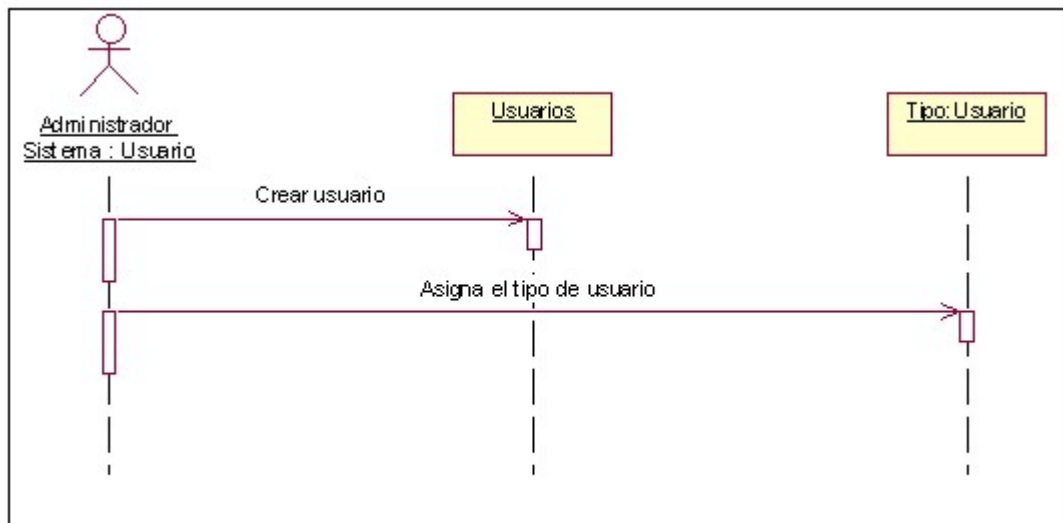 Administrador
Sistema : Usuario
Usuarios
Tipo:Usuario
Crear usuario
Asigna el tipo de usuario